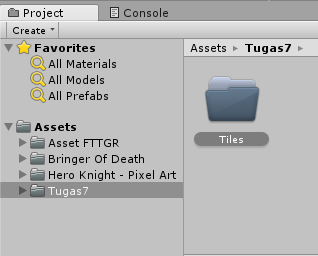 Project
Console
Create
Favorites
All Materials
All Models
All Prefabs
Assets
Asset FTTGR
Bringer Of Death
Hero Knight - Pixel Art
Tugas7
Assets Tugas7
Tiles